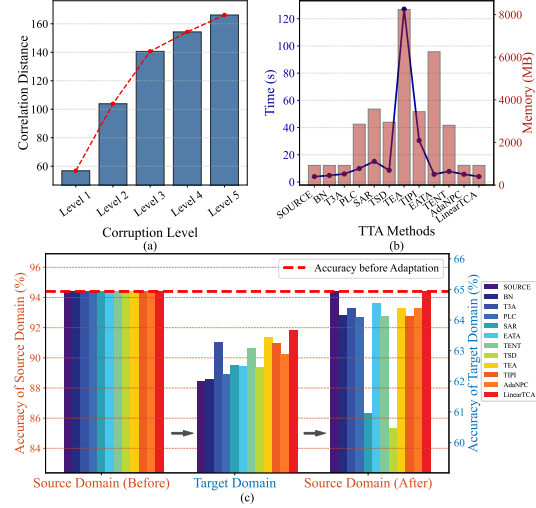 160
140
120
100
80
60
Correlation Distance
Level 1
Level 2
Level 3
Level 4
Level 5
Corruption Level
(a)
120
100
80
60
40
20
0
Time (s)
8000
6000
4000
2000
0
Memory (MB)
SOURCE
BN
T3A
PLC
SAR
TSD
TEA
TIPI
EATA
TENT
AdaNPC
LinearTCA
TTA Methods
(b)
96
94
92
90
88
86
84
Accuracy of Source Domain (%)
Accuracy before Adaptation
66
65
64
63
62
61
60
Accuracy of Target Domain (%)
SOURCE
BN
T3A
PLC
SAR
EATA
TENT
TSD
TEA
TIPI
AdaNPC
LinearTCA
Source Domain (Before)
Target Domain
Source Domain (After)
(c)